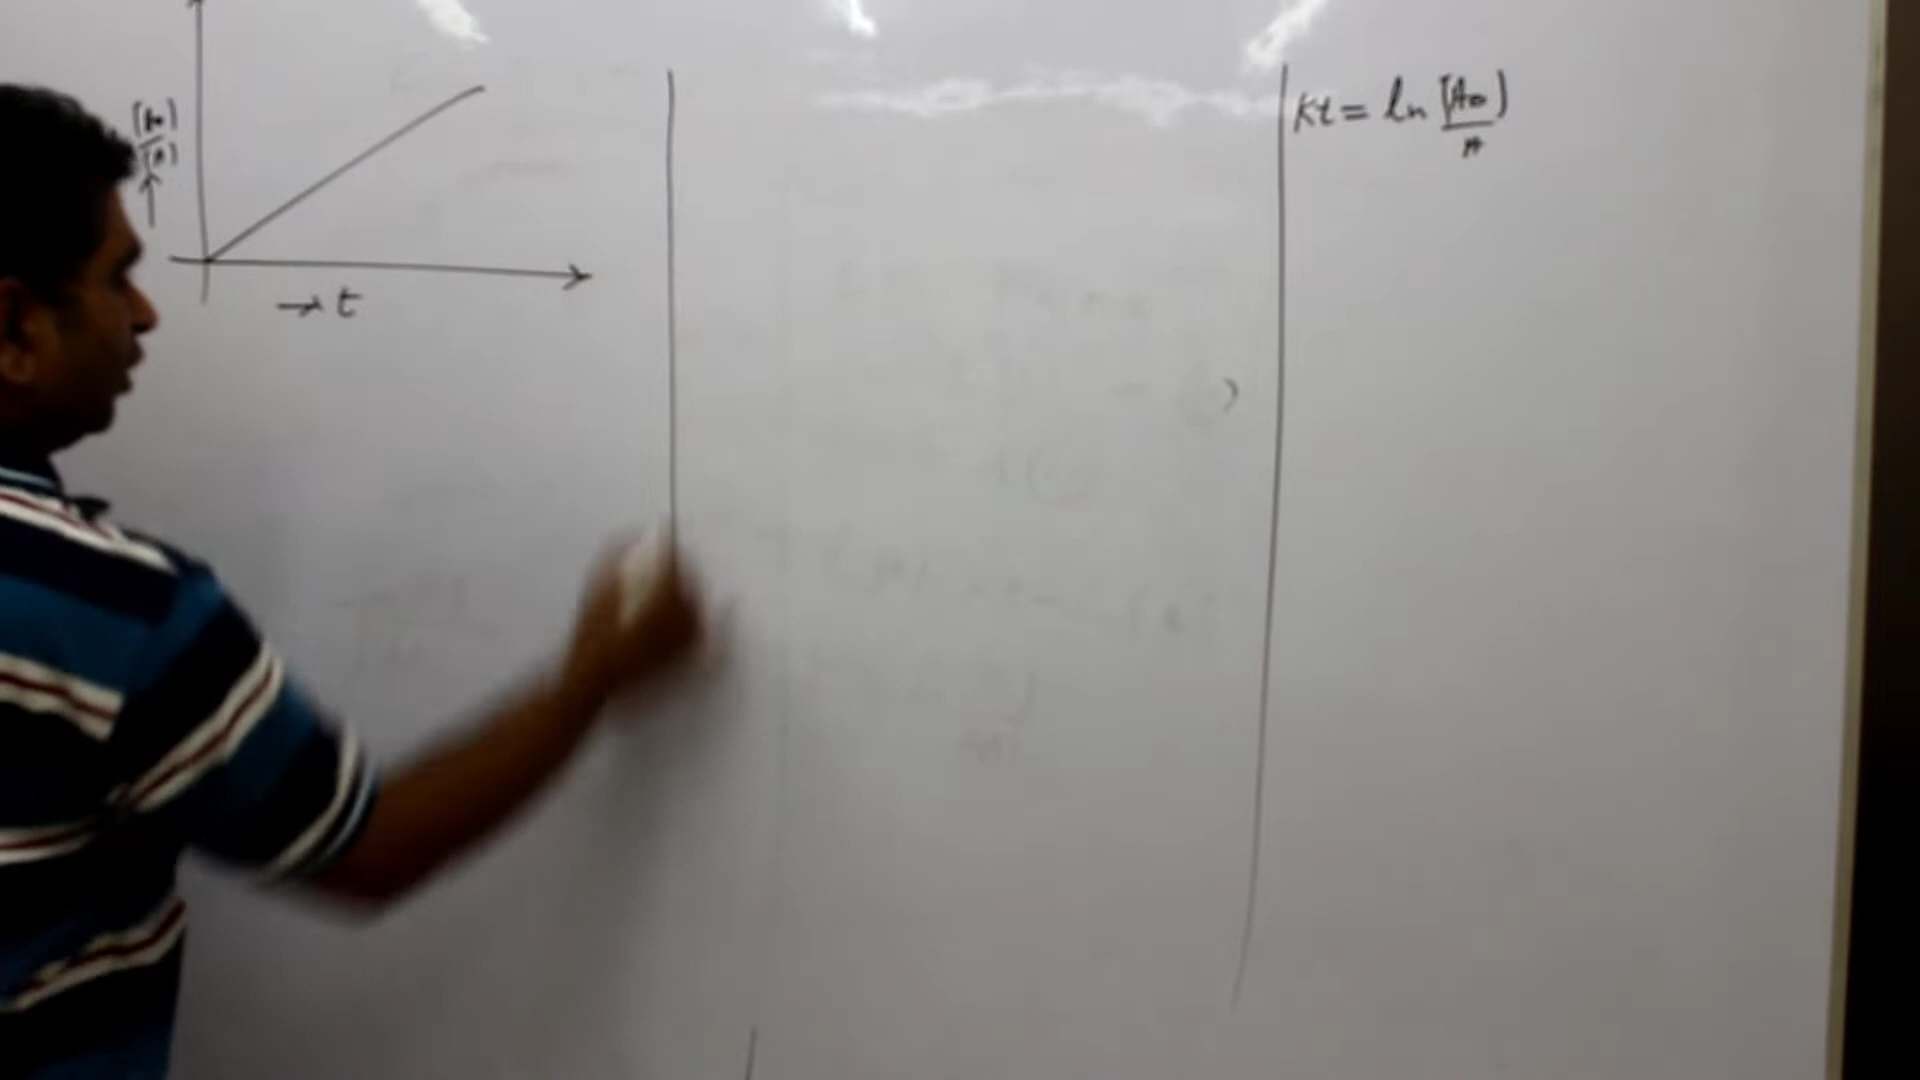 [A₀]
[A]
→ t
Kt = ln [A₀]
A